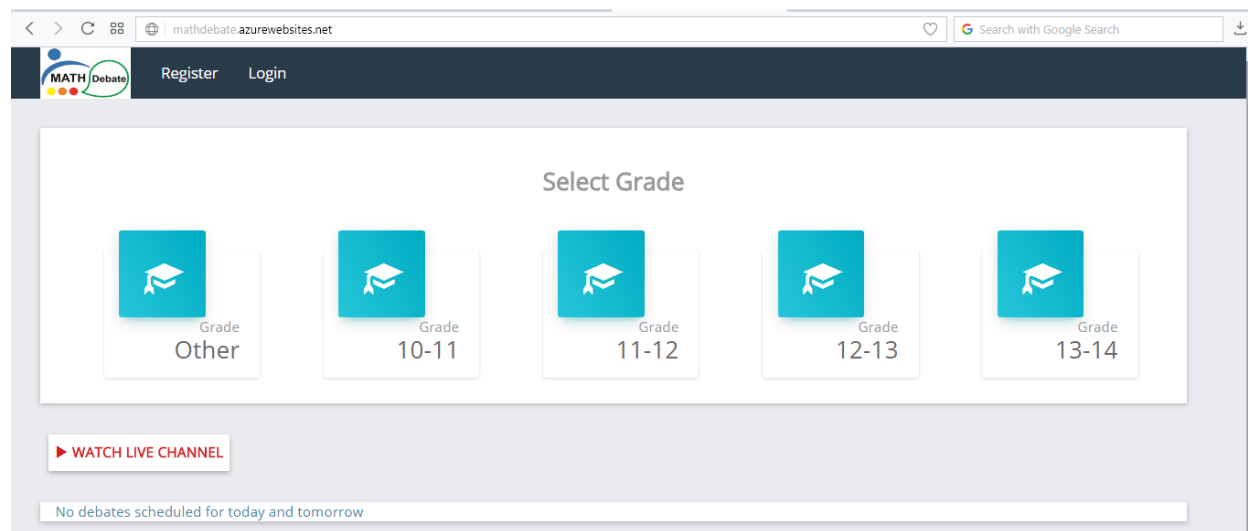 mathdebate.azurewebsites.net
G Search with Google Search
MATH Debate
Register Login
Select Grade
Grade
Other
Grade
10-11
Grade
11-12
Grade
12-13
Grade
13-14
WATCH LIVE CHANNEL
No debates scheduled for today and tomorrow